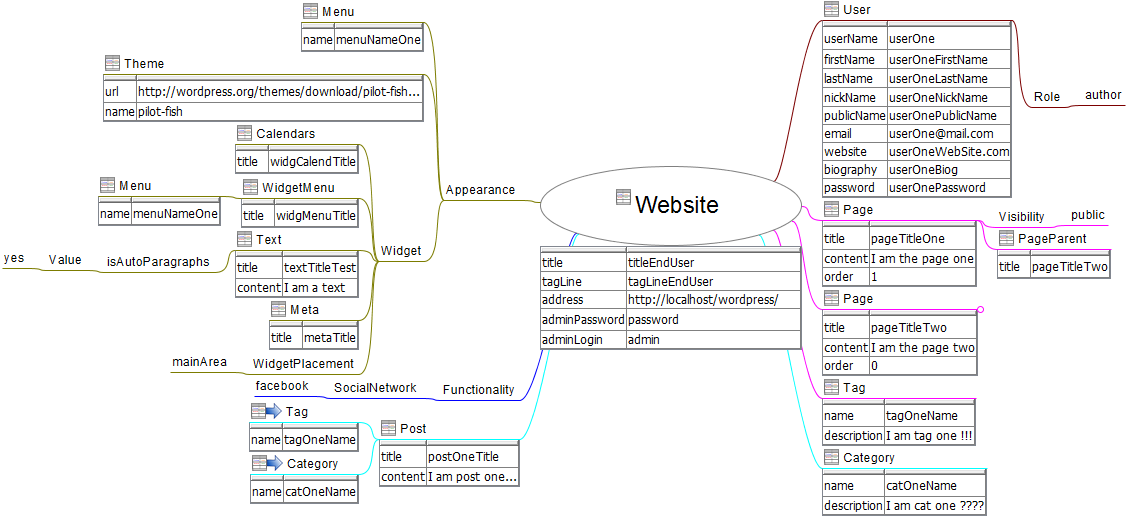 Menu
name menuNameOne
Theme
url http://wordpress.org/themes/download/pilot-fish...
name pilot-fish
Calendars
title widgCalendTitle
Menu
name menuNameOne
WidgetMenu
title widgMenuTitle
Text
title textTitleTest
content I am a text
yes Value isAutoParagraphs
Meta
title metaTitle
mainArea WidgetPlacement
Widget
Appearance
facebook SocialNetwork Functionality
Tag
name tagOneName
Category
name catOneName
Post
title postOneTitle
content I am post one...
Website
title titleEndUser
tagLine tagLineEndUser
address http://localhost/wordpress/
adminPassword password
adminLogin admin
User
userName userOne
firstName userOneFirstName
lastName userOneLastName
nickName userOneNickName
publicName userOnePublicName
email userOne@mail.com
website userOneWebSite.com
biography userOneBiog
password userOnePassword
Role author
Page
title pageTitleOne
content I am the page one
order 1
Visibility public
PageParent
title pageTitleTwo
Page
title pageTitleTwo
content I am the page two
order 0
Tag
name tagOneName
description I am tag one !!!
Category
name catOneName
description I am cat one ????